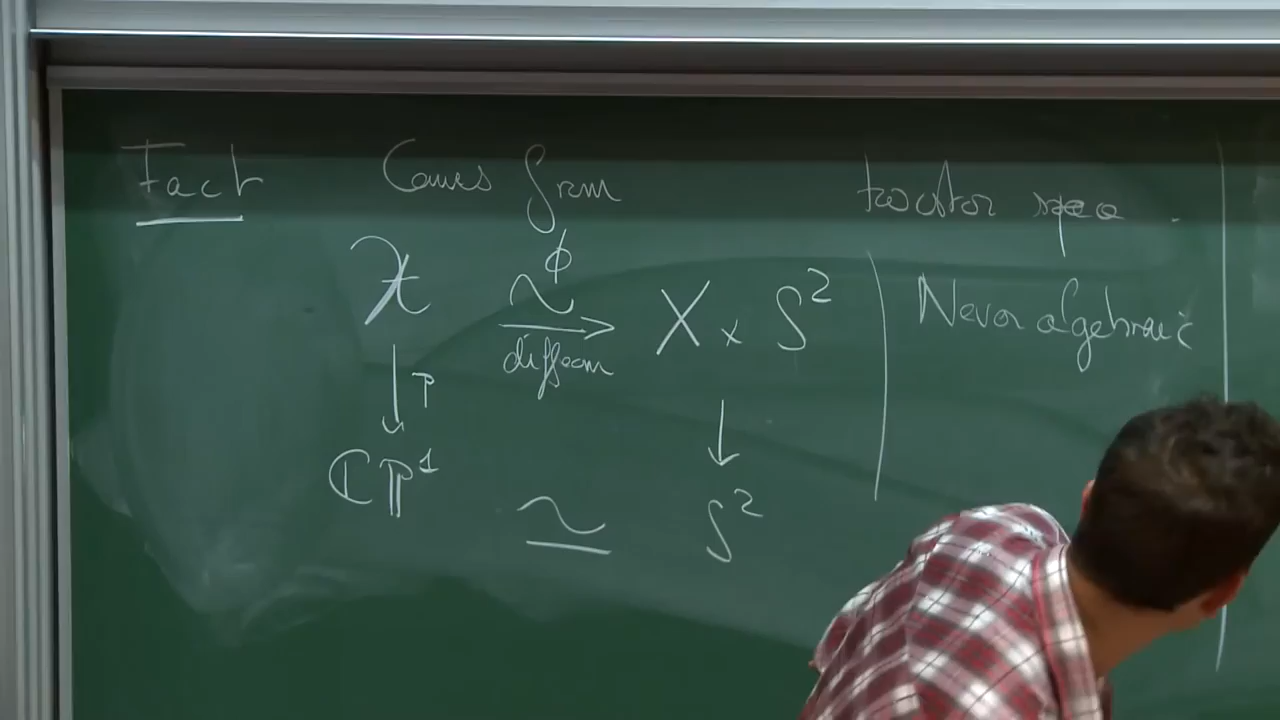 Fact Comes from twistor space.
𝒳 ϕ ~ → diffeom X × S² | Never algebraic
↓ P ↓
ℂℙ¹ ≃ S²